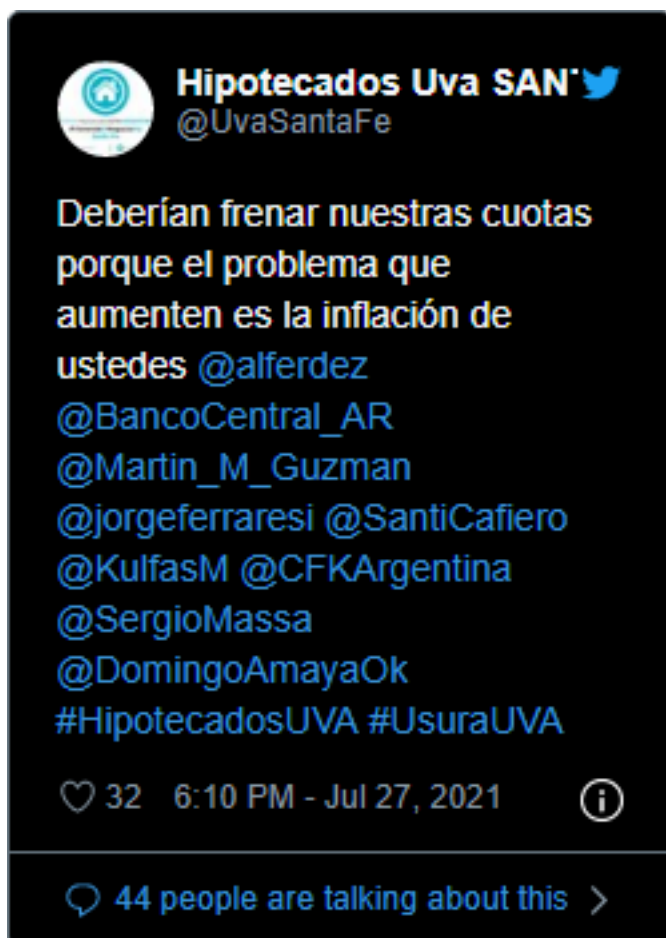 Hipotecados Uva SAN
@UvaSantaFe
Deberían frenar nuestras cuotas
porque el problema que
aumenten es la inflación de
ustedes @alferdez
@BancoCentral_AR
@Martin_M_Guzman
@jorgeferraresi @SantiCafiero
@KulfasM @CFKArgentina
@SergioMassa
@DomingoAmayaOk
#HipotecadosUVA #UsuraUVA
32 6:10 PM - Jul 27, 2021
44 people are talking about this